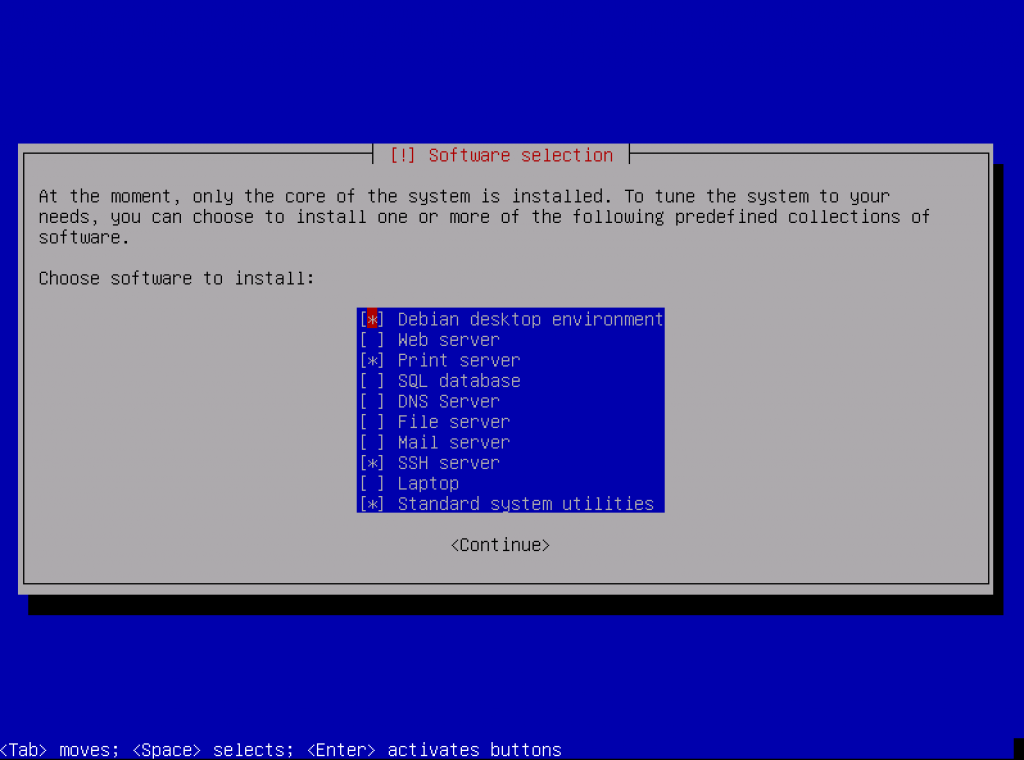 [!] Software selection
At the moment, only the core of the system is installed. To tune the system to your
needs, you can choose to install one or more of the following predefined collections of
software.
Choose software to install:
[*] Debian desktop environment
[ ] Web server
[*] Print server
[ ] SQL database
[ ] DNS Server
[ ] File server
[ ] Mail server
[*] SSH server
[ ] Laptop
[*] Standard system utilities
<Continue>
<Tab> moves; <Space> selects; <Enter> activates buttons